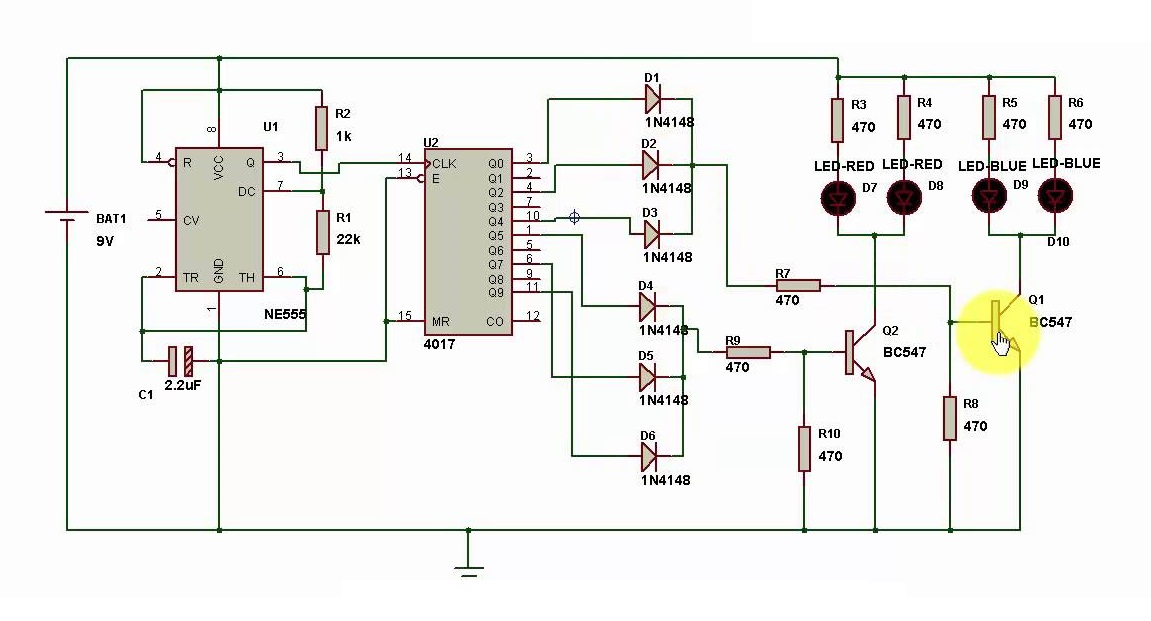 BAT1
9V
U1
4
R
8
VCC
Q
3
DC
7
5
CV
2
TR
GND
TH
6
1
NE555
R2
1k
R1
22k
C1
2.2uF
U2
14
CLK
13
E
15
MR
Q0
3
Q1
2
Q2
4
Q3
7
Q4
10
Q5
1
Q6
5
Q7
6
Q8
9
Q9
11
CO
12
4017
D1
1N4148
D2
1N4148
D3
1N4148
D4
1N4148
D5
1N4148
D6
1N4148
R7
470
R9
470
R10
470
R8
470
R3
470
R4
470
R5
470
R6
470
LED-RED
LED-RED
LED-BLUE
LED-BLUE
D7
D8
D9
D10
Q2
BC547
Q1
BC547